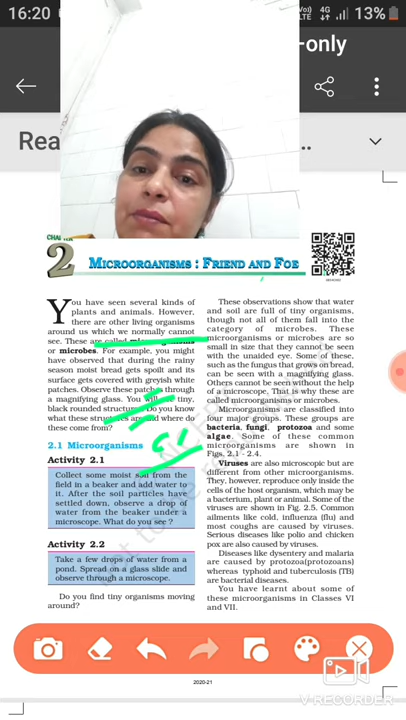 16:20
Vo)
LTE
4G
13%
-only
Rea
..
CHAPTER
2
MICROORGANISMS : FRIEND AND FOE
You have seen several kinds of
plants and animals. However,
there are other living organisms
around us which we normally cannot
see. These are called microorganisms
or microbes. For example, you might
have observed that during the rainy
season moist bread gets spoilt and its
surface gets covered with greyish white
patches. Observe these patches through
a magnifying glass. You will see tiny,
black rounded structures. Do you know
what these structures are and where do
these come from?
2.1 Microorganisms
Activity 2.1
Collect some moist soil from the
field in a beaker and add water to
it. After the soil particles have
settled down, observe a drop of
water from the beaker under a
microscope. What do you see ?
Activity 2.2
Take a few drops of water from a
pond. Spread on a glass slide and
observe through a microscope.
Do you find tiny organisms moving
around?
These observations show that water
and soil are full of tiny organisms,
though not all of them fall into the
category of microbes. These
microorganisms or microbes are so
small in size that they cannot be seen
with the unaided eye. Some of these,
such as the fungus that grows on bread,
can be seen with a magnifying glass.
Others cannot be seen without the help
of a microscope. That is why these are
called microorganisms or microbes.
Microorganisms are classified into
four major groups. These groups are
bacteria, fungi, protozoa and some
algae. Some of these common
microorganisms are shown in
Figs. 2.1 - 2.4.
Viruses are also microscopic but are
different from other microorganisms.
They, however, reproduce only inside the
cells of the host organism, which may be
a bacterium, plant or animal. Some of the
viruses are shown in Fig. 2.5. Common
ailments like cold, influenza (flu) and
most coughs are caused by viruses.
Serious diseases like polio and chicken
pox are also caused by viruses.
Diseases like dysentery and malaria
are caused by protozoa(protozoans)
whereas typhoid and tuberculosis (TB)
are bacterial diseases.
You have learnt about some of
these microorganisms in Classes VI
and VII.
2020-21
V RECORDER